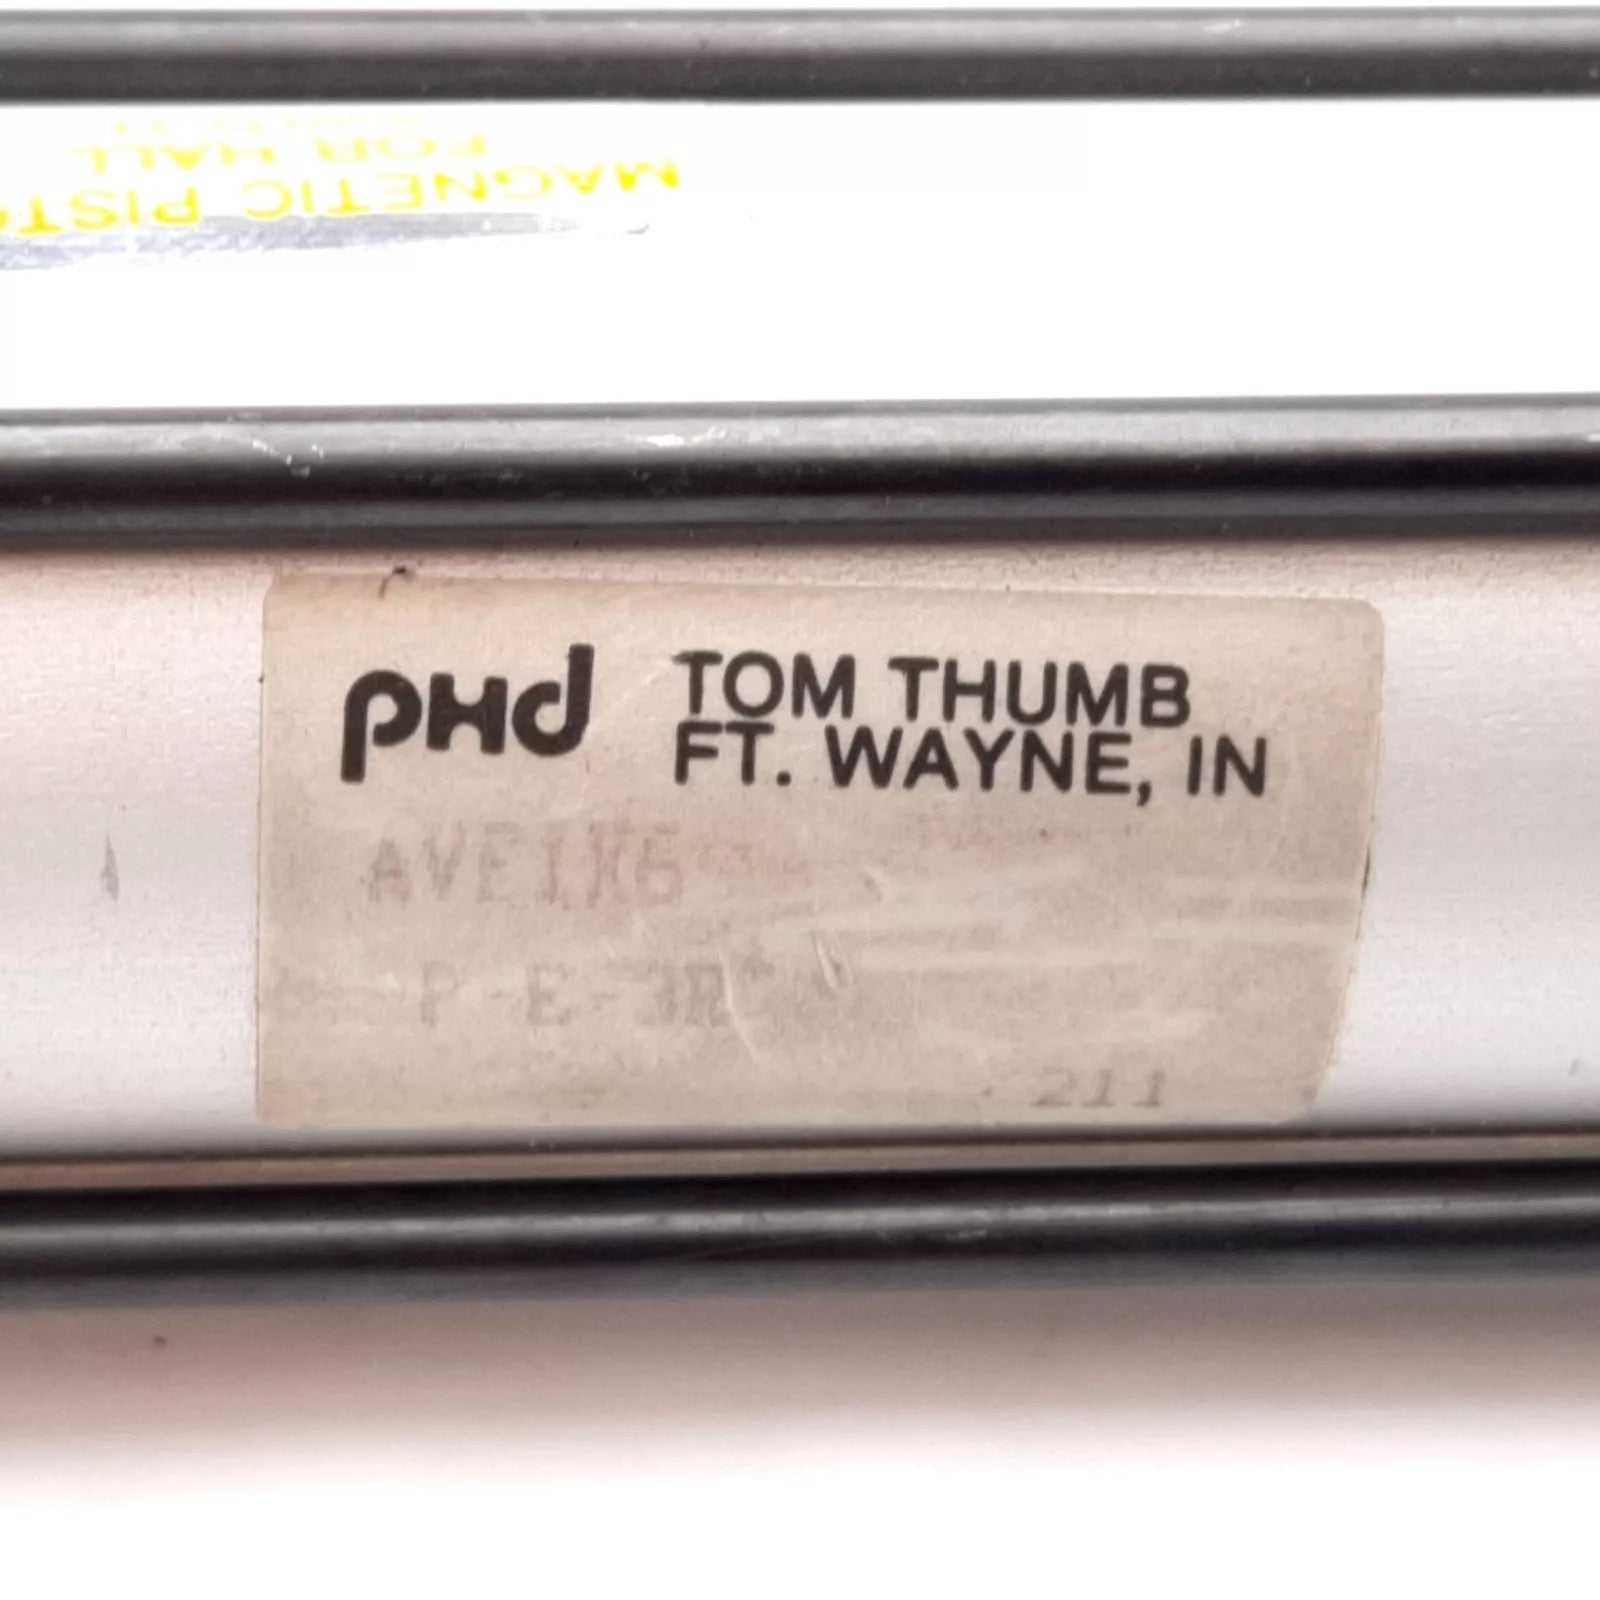 MAGNETIC PIST
FOR HALL
PHd TOM THUMB
FT. WAYNE, IN
AVE1X6
P-E-
211